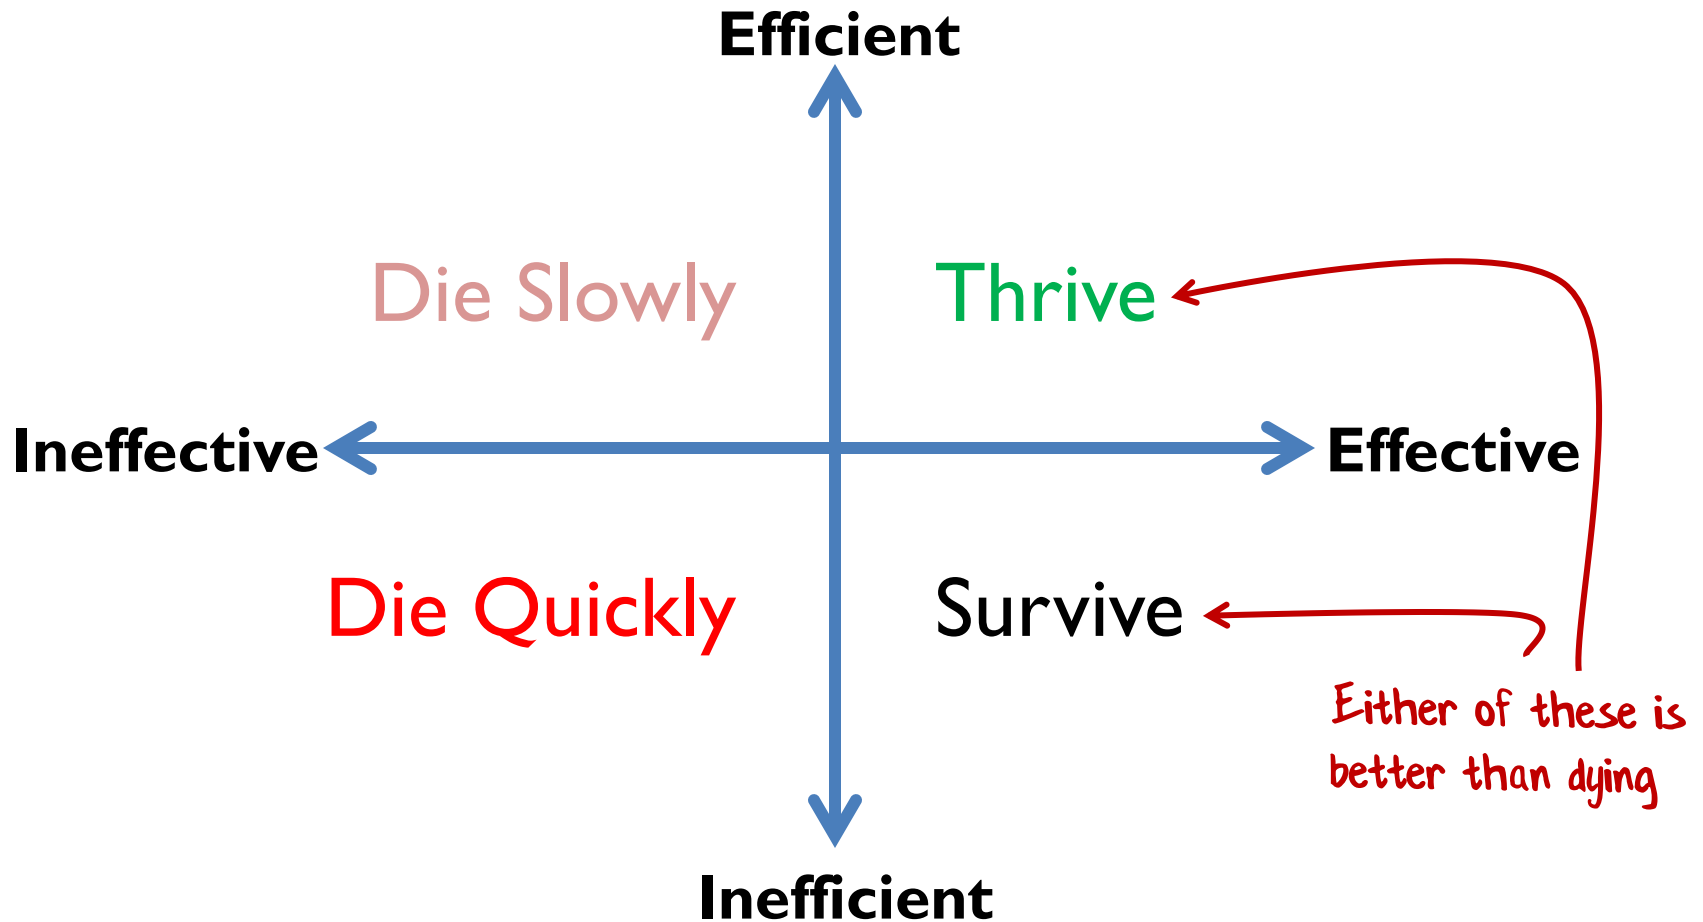 Efficient
Die Slowly
Thrive
Ineffective
Effective
Die Quickly
Survive
Either of these is
better than dying
Inefficient